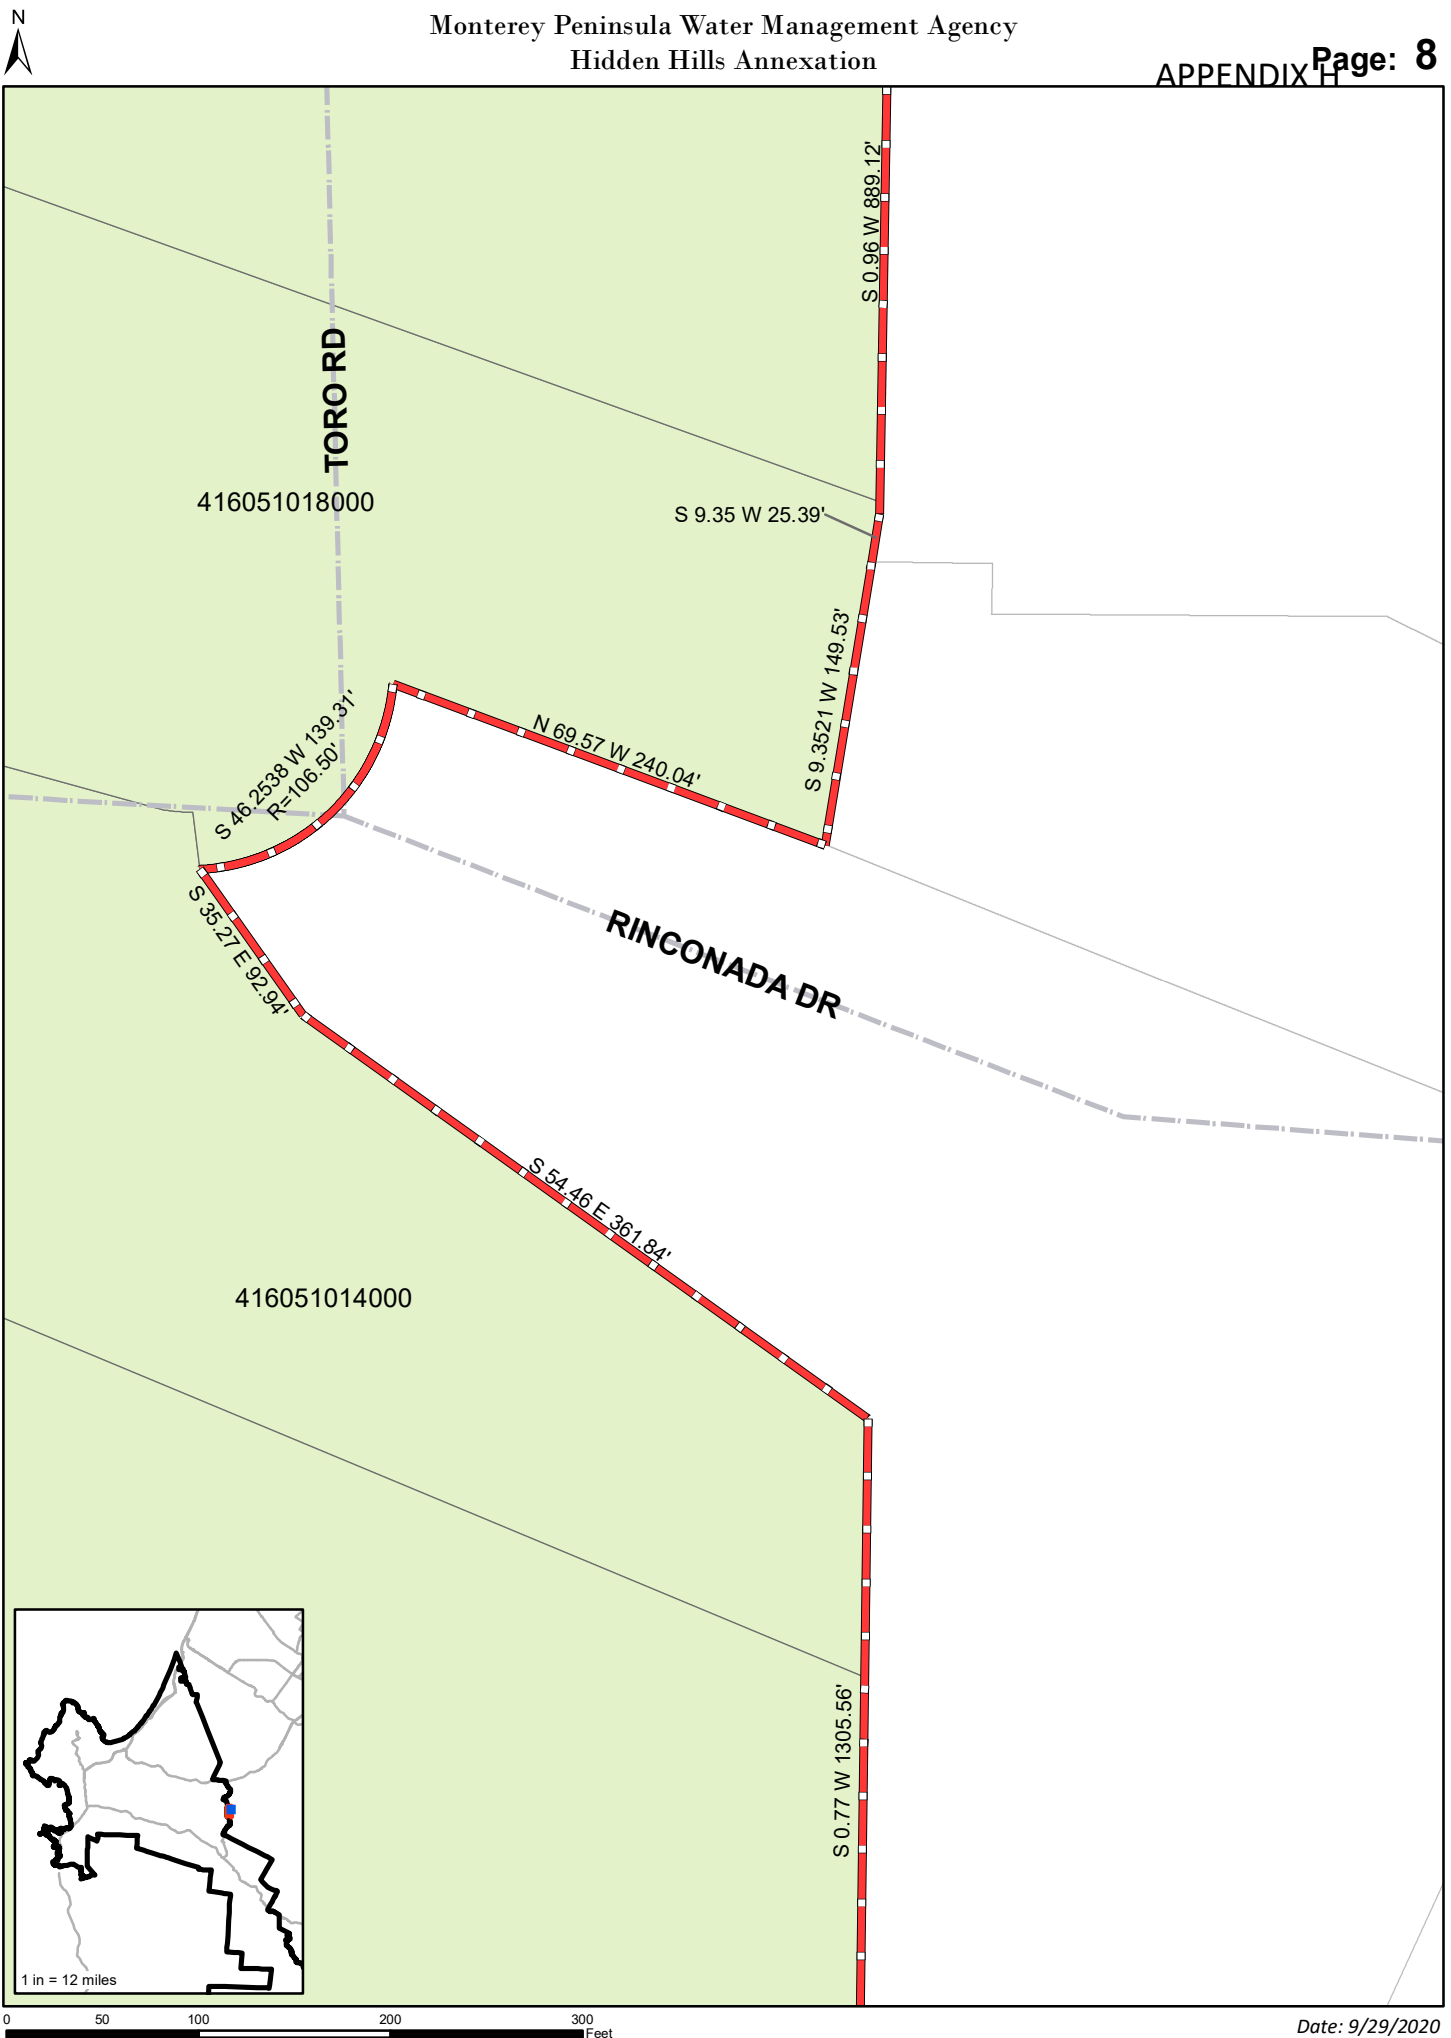 N
Monterey Peninsula Water Management Agency
Hidden Hills Annexation
APPENDIX H
Page: 8
S 0.96 W 889.12'
TORO RD
416051018000
S 9.35 W 25.39'
S 9.3521 W 149.53'
S 46.2538 W 139.31'
R=106.50'
N 69.57 W 240.04'
S 35.27 E 92.94'
RINCONADA DR
S 54.46 E 361.84'
416051014000
S 0.77 W 1305.56'
1 in = 12 miles
0 50 100 200 300
Feet
Date: 9/29/2020